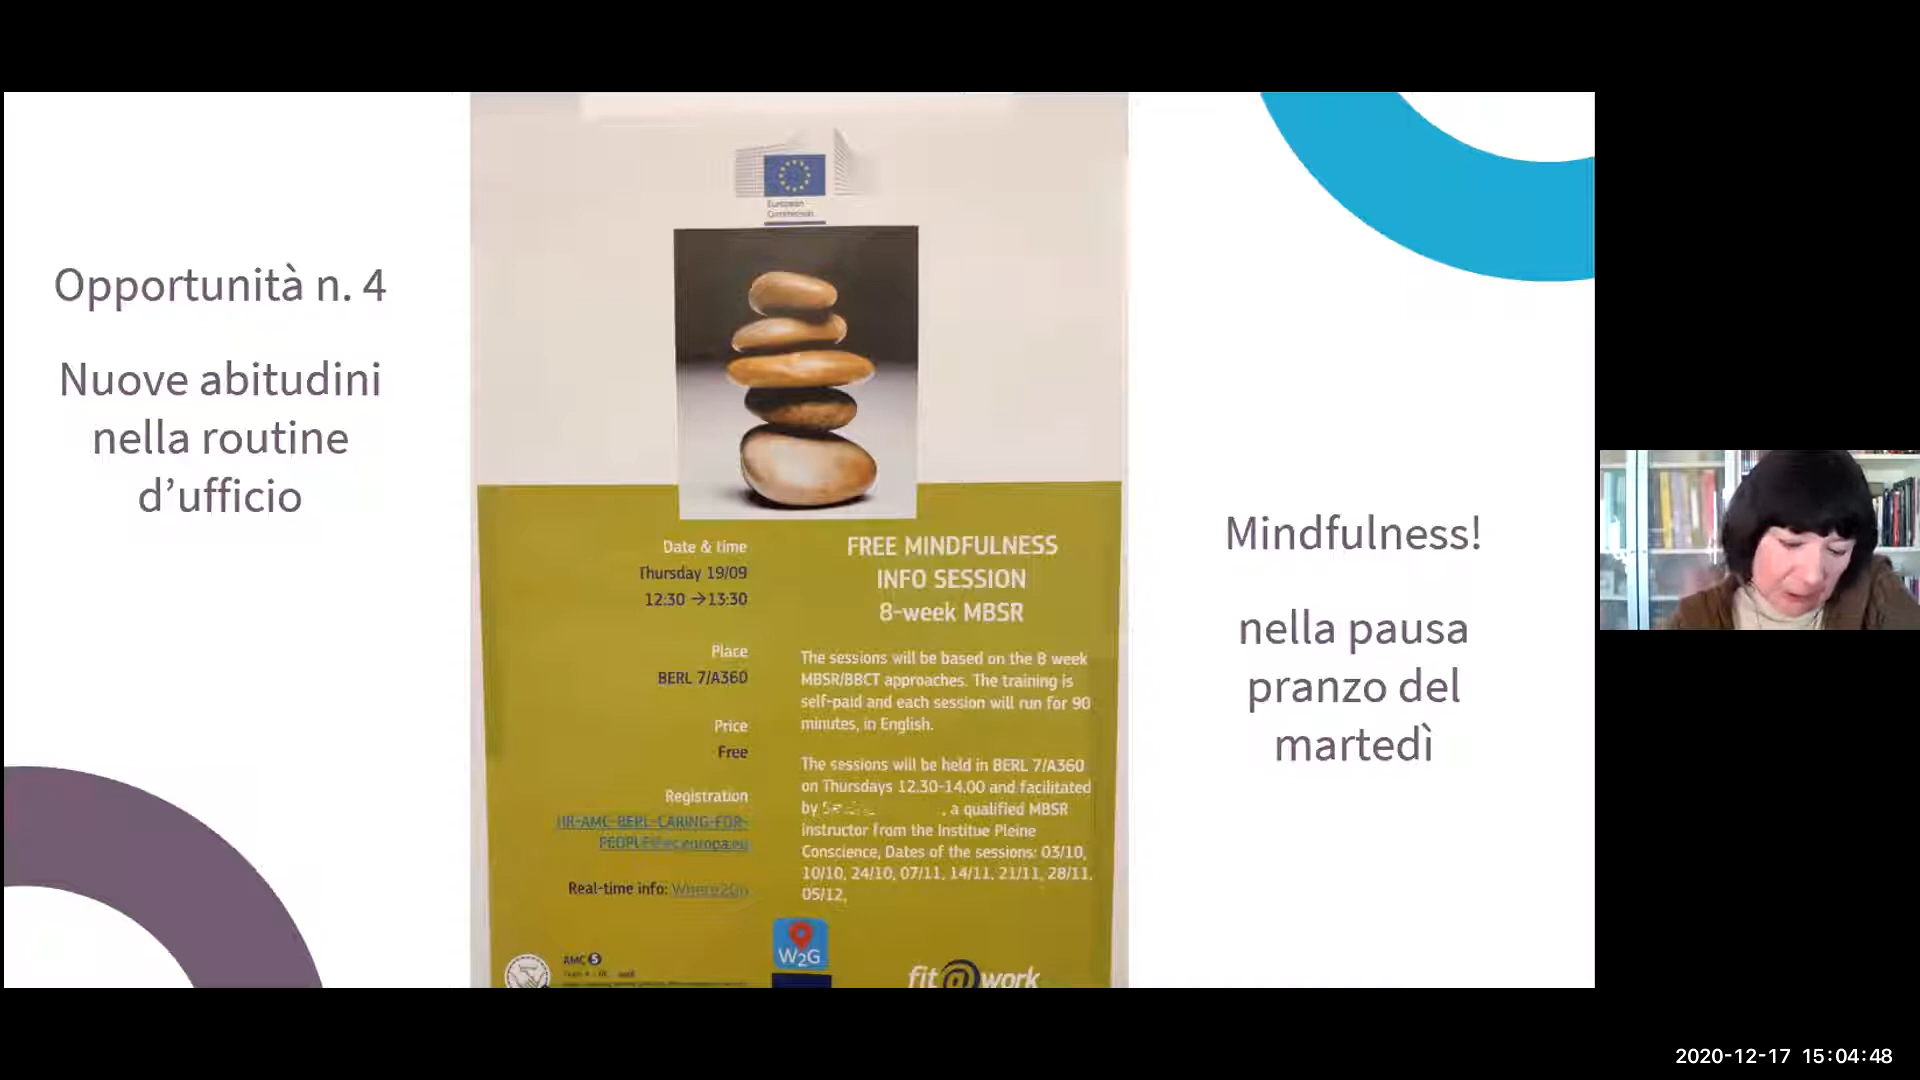 Opportunità n. 4
Nuove abitudini
nella routine
d’ufficio
European
Commission
Date & time
Thursday 19/09
12:30 →13:30
Place
BERL 7/A360
Price
Free
Registration
HR-AMC-BERL-CARING-FOR-
PEOPLE@ec.europa.eu
Real-time info: Where2Go
FREE MINDFULNESS
INFO SESSION
8-week MBSR
The sessions will be based on the 8 week
MBSR/BBCT approaches. The training is
self-paid and each session will run for 90
minutes, in English.
The sessions will be held in BERL 7/A360
on Thursdays 12.30-14.00 and facilitated
by , a qualified MBSR
instructor from the Institue Pleine
Conscience, Dates of the sessions: 03/10,
10/10, 24/10, 07/11, 14/11, 21/11, 28/11,
05/12,
AMC 5
W2G
fit@work
Mindfulness!
nella pausa
pranzo del
martedì
2020-12-17 15:04:48